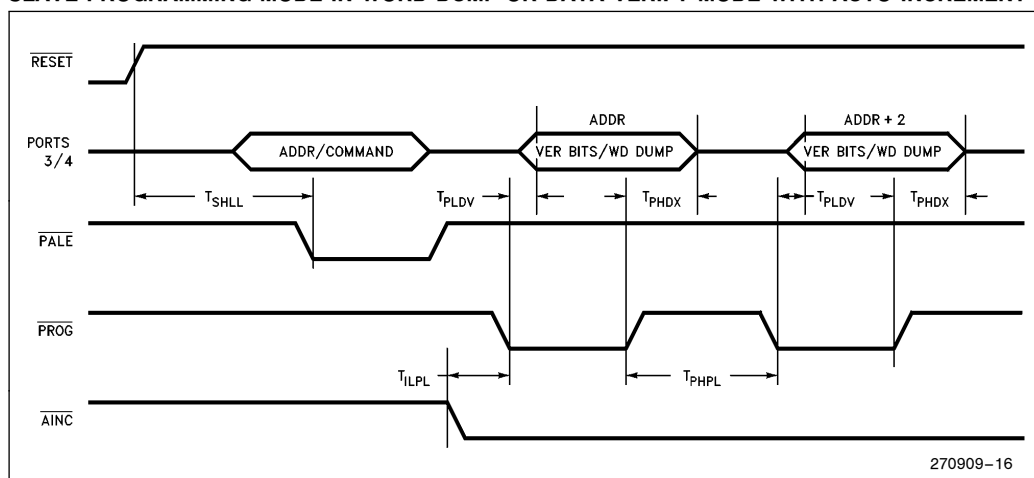 SLAVE PROGRAMMING MODE IN WORD DUMP OR DATA VERIFY MODE WITH AUTO INCREMENT
RESET
PORTS
3/4
ADDR/COMMAND
ADDR
VER BITS/WD DUMP
ADDR + 2
VER BITS/WD DUMP
TSHLL
TPLDV
TPHDX
TPLDV
TPHDX
PALE
PROG
TILPL
TPHPL
AINC
270909–16